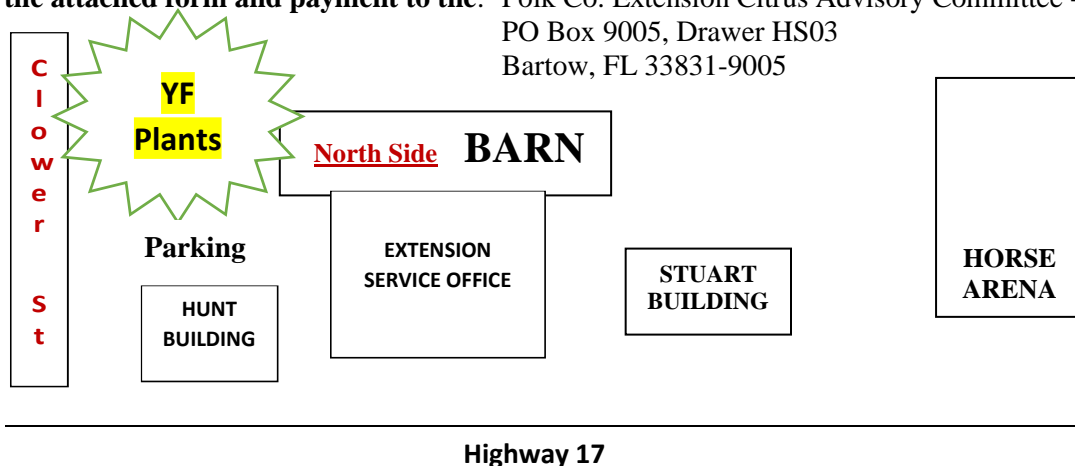 the attached form and payment to the: Polk Co. Extension Citrus Advisory Committee -
PO Box 9005, Drawer HS03
Bartow, FL 33831-9005
Clower St
YF
Plants
North Side BARN
Parking
EXTENSION
SERVICE OFFICE
HUNT
BUILDING
STUART
BUILDING
HORSE
ARENA
Highway 17